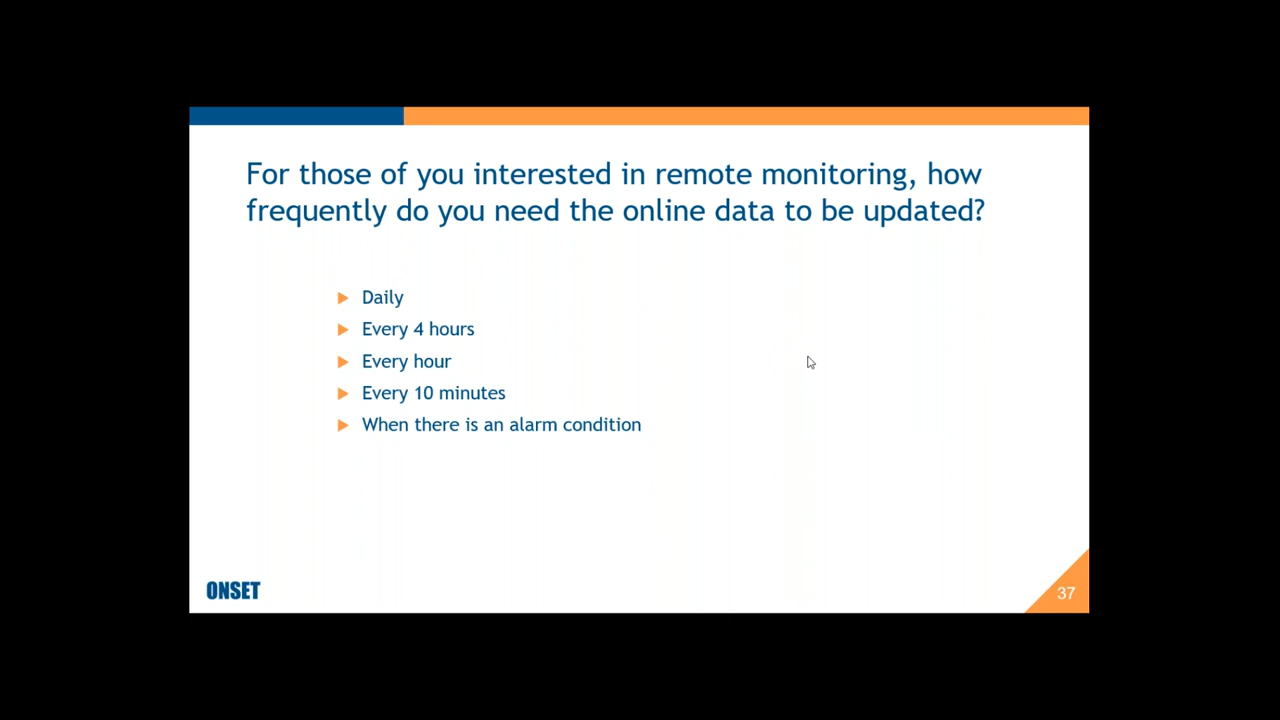 For those of you interested in remote monitoring, how
frequently do you need the online data to be updated?
Daily
Every 4 hours
Every hour
Every 10 minutes
When there is an alarm condition
ONSET
37